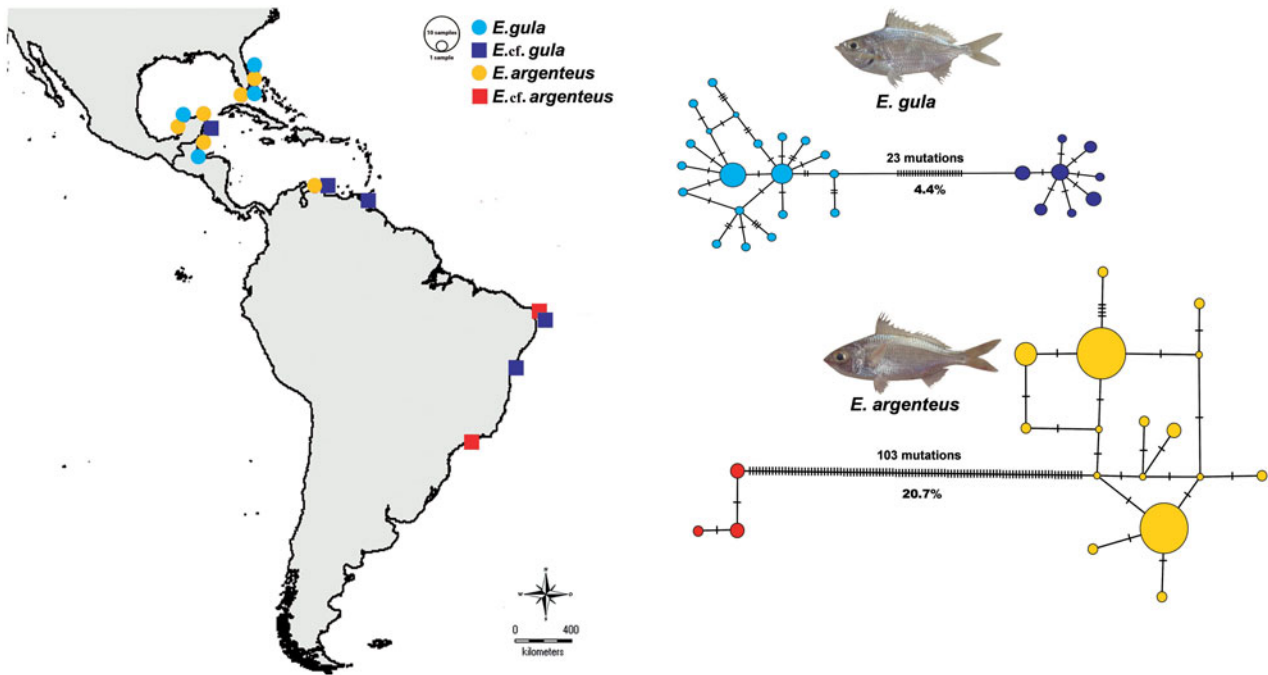 10 samples
1 sample
E.gula
E.cf. gula
E.argenteus
E.cf. argenteus
N
W
O
S
0 400
kilometers
E. gula
23 mutations
4.4%
E. argenteus
103 mutations
20.7%